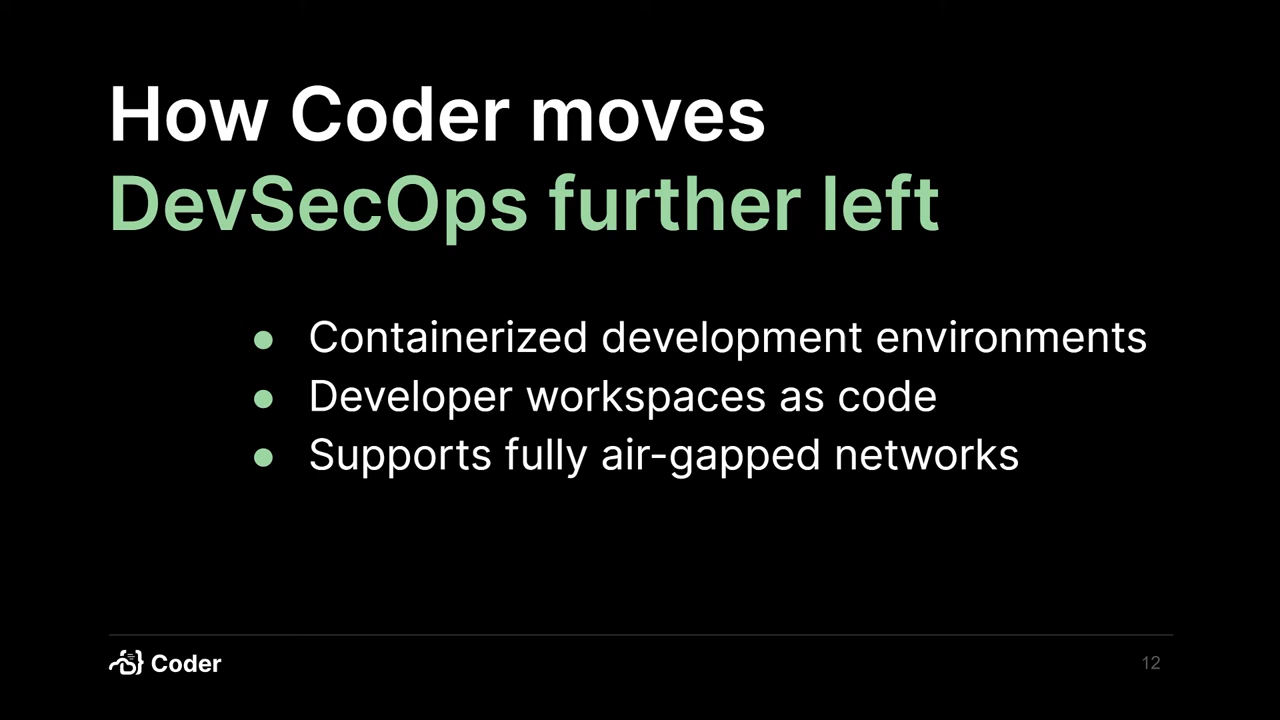 How Coder moves
DevSecOps further left
● Containerized development environments
● Developer workspaces as code
● Supports fully air-gapped networks
Coder
12